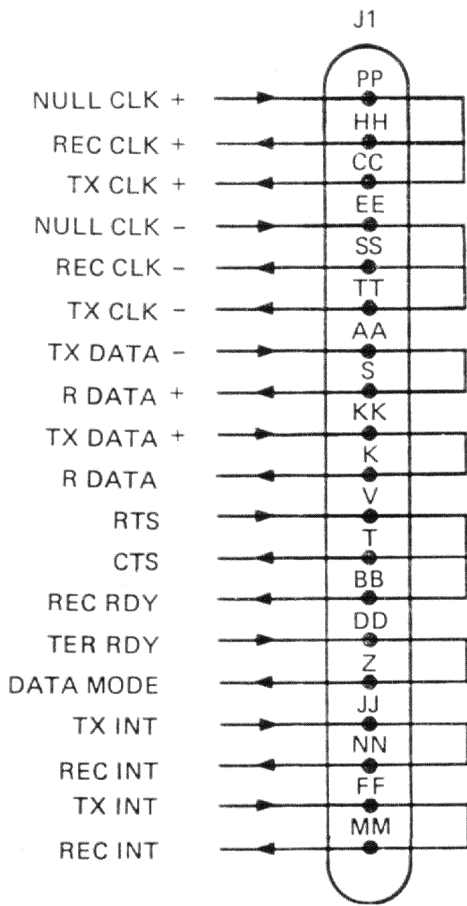 J1
PP
NULL CLK +
HH
REC CLK +
CC
TX CLK +
EE
NULL CLK -
SS
REC CLK -
TT
TX CLK -
AA
TX DATA -
S
R DATA +
KK
TX DATA +
K
R DATA
V
RTS
T
CTS
BB
REC RDY
DD
TER RDY
Z
DATA MODE
JJ
TX INT
NN
REC INT
FF
TX INT
MM
REC INT